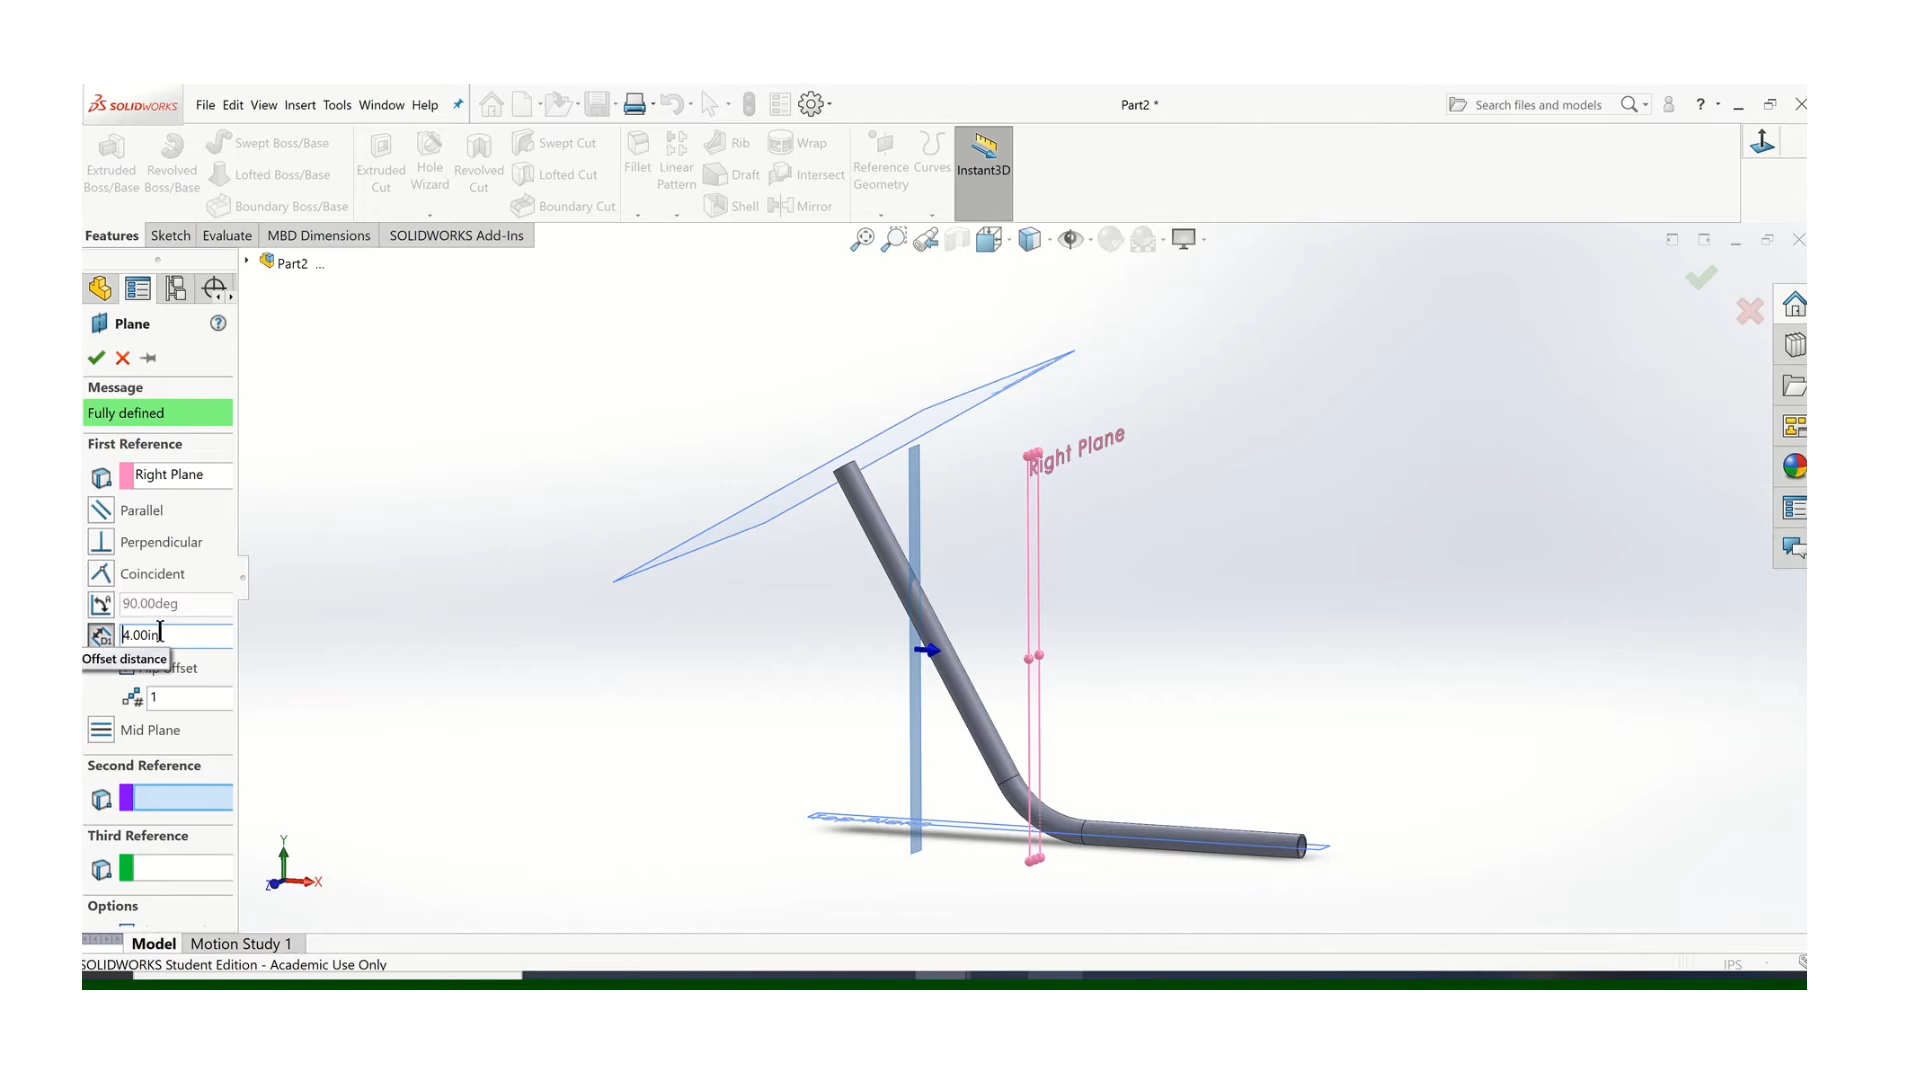 SOLIDWORKS File Edit View Insert Tools Window Help Part2 * Search files and models ?
Extruded Boss/Base
Revolved Boss/Base
Swept Boss/Base
Lofted Boss/Base
Boundary Boss/Base
Extruded Cut
Hole Wizard
Revolved Cut
Swept Cut
Lofted Cut
Boundary Cut
Fillet
Linear Pattern
Rib
Draft
Shell
Wrap
Intersect
Mirror
Reference Geometry
Curves
Instant3D
Features Sketch Evaluate MBD Dimensions SOLIDWORKS Add-Ins
Part2 ...
Plane ?
Message
Fully defined
First Reference
Right Plane
Parallel
Perpendicular
Coincident
90.00deg
4.00in
Offset distance
offset
1
Mid Plane
Second Reference
Third Reference
Options
Right Plane
Top Plane
Y
X
Z
Model Motion Study 1
SOLIDWORKS Student Edition - Academic Use Only IPS